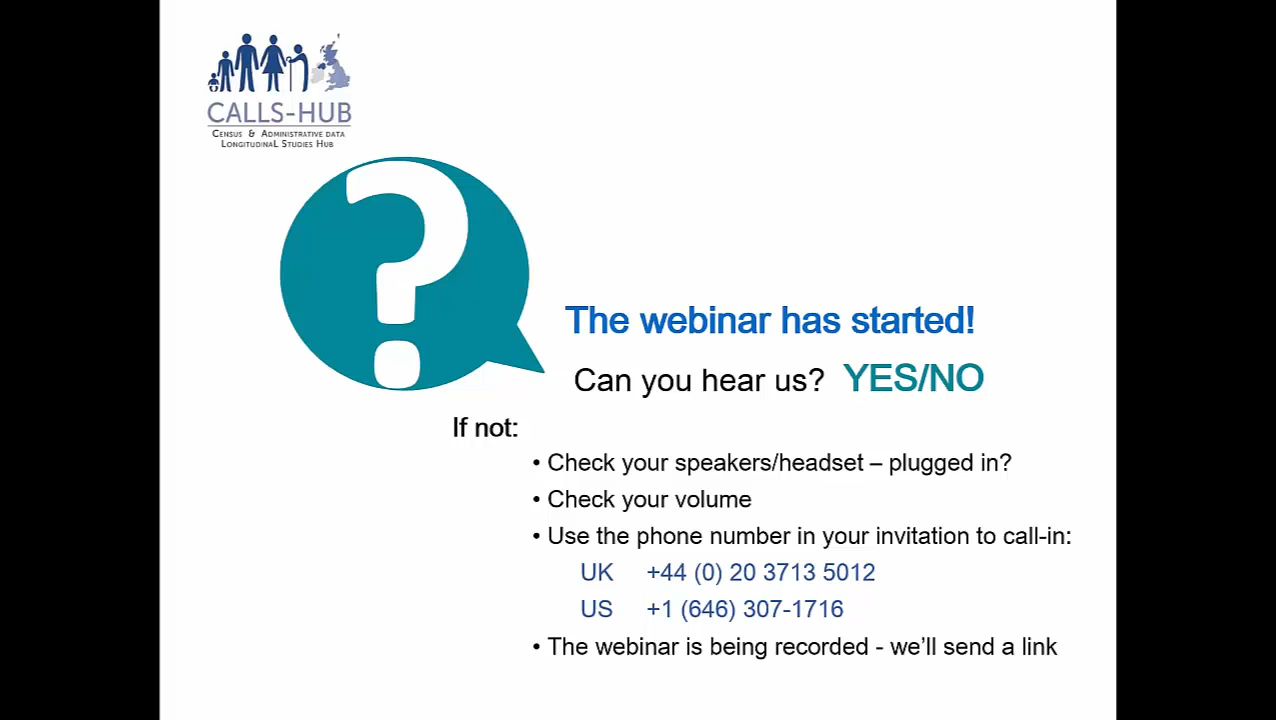 CALLS-HUB
CENSUS & ADMINISTRATIVE DATA
LONGITUDINAL STUDIES HUB
?
The webinar has started!
Can you hear us? YES/NO
If not:
• Check your speakers/headset – plugged in?
• Check your volume
• Use the phone number in your invitation to call-in:
UK +44 (0) 20 3713 5012
US +1 (646) 307-1716
• The webinar is being recorded - we’ll send a link